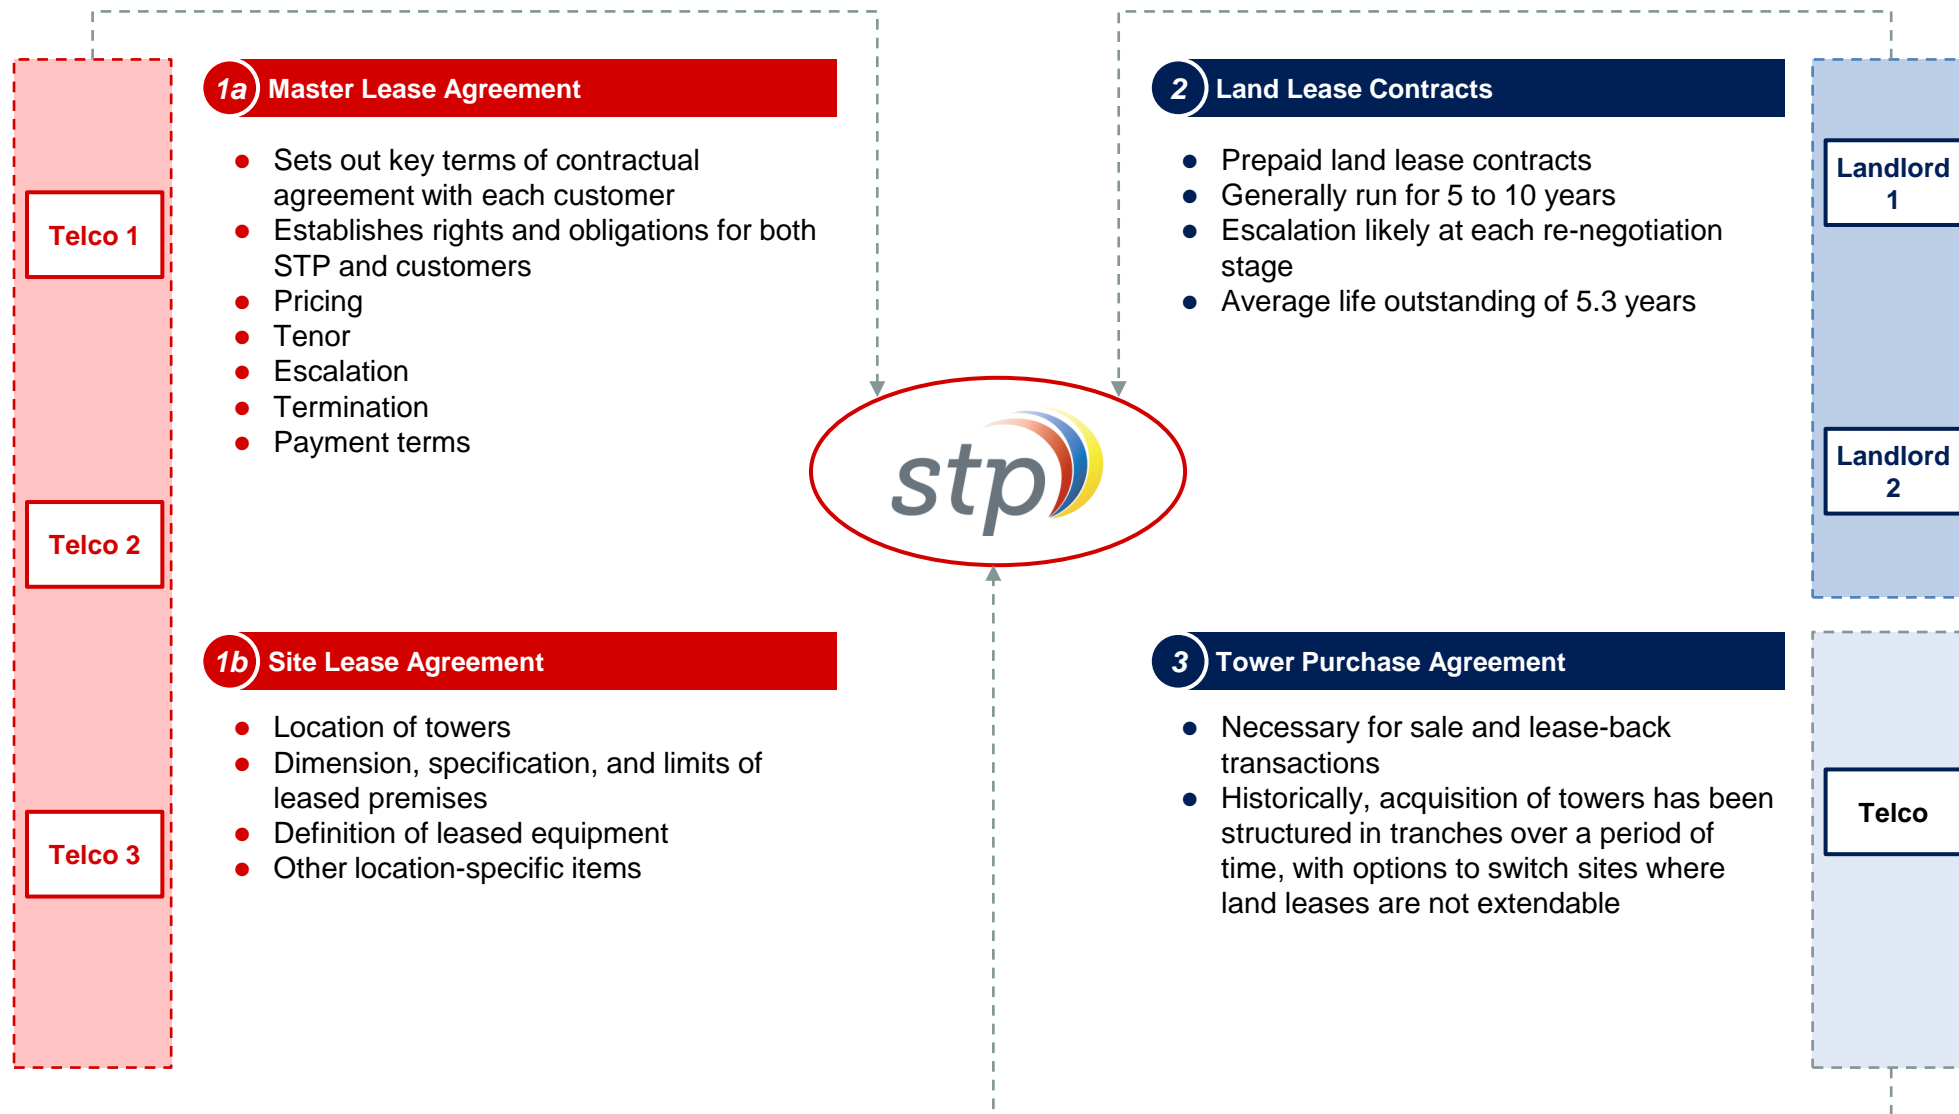 1a Master Lease Agreement
Sets out key terms of contractual
agreement with each customer
Establishes rights and obligations for both
STP and customers
Pricing
Tenor
Escalation
Termination
Payment terms
Telco 1
Telco 2
Telco 3
1b Site Lease Agreement
Location of towers
Dimension, specification, and limits of
leased premises
Definition of leased equipment
Other location-specific items
stp
2 Land Lease Contracts
Prepaid land lease contracts
Generally run for 5 to 10 years
Escalation likely at each re-negotiation
stage
Average life outstanding of 5.3 years
Landlord
1
Landlord
2
3 Tower Purchase Agreement
Necessary for sale and lease-back
transactions
Historically, acquisition of towers has been
structured in tranches over a period of
time, with options to switch sites where
land leases are not extendable
Telco